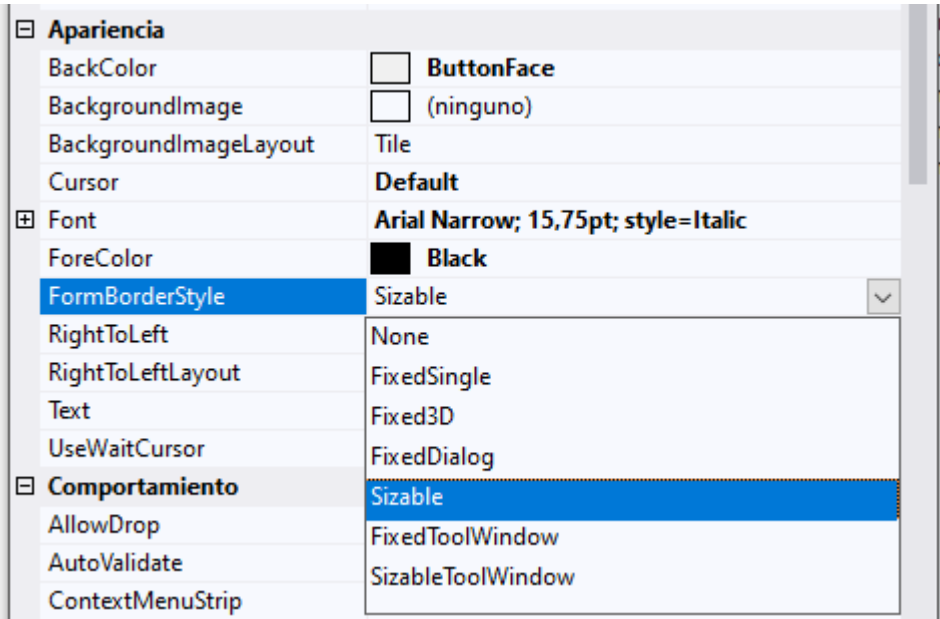 Apariencia
BackColor ButtonFace
BackgroundImage (ninguno)
BackgroundImageLayout Tile
Cursor Default
Font Arial Narrow; 15,75pt; style=Italic
ForeColor Black
FormBorderStyle Sizable
RightToLeft None
RightToLeftLayout FixedSingle
Text Fixed3D
UseWaitCursor FixedDialog
Comportamiento Sizable
AllowDrop FixedToolWindow
AutoValidate SizableToolWindow
ContextMenuStrip